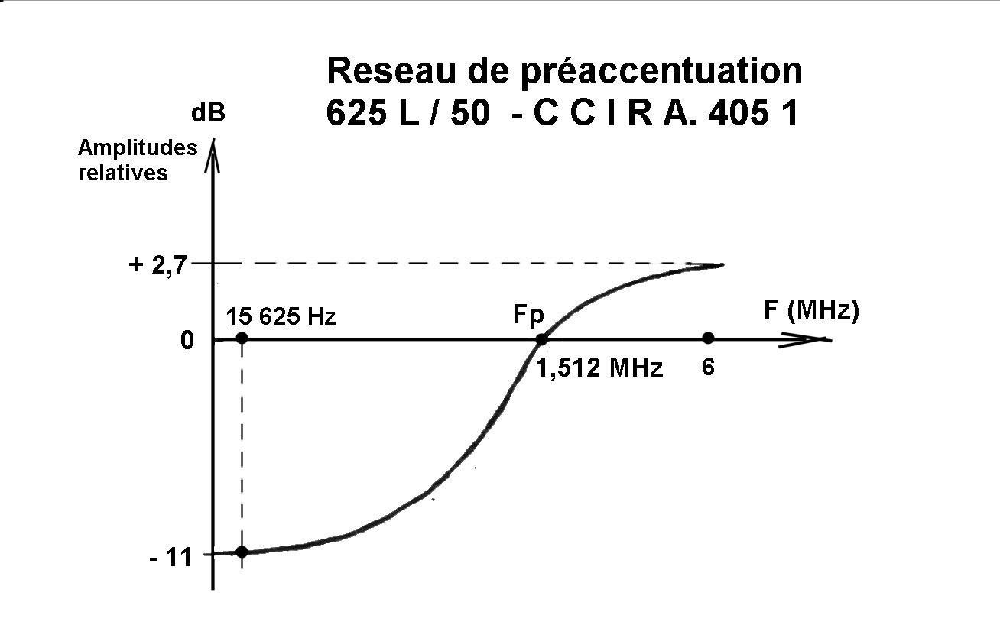 Reseau de préaccentuation
625 L / 50 - C C I R A. 405 1
dB
Amplitudes
relatives
+ 2,7
15 625 Hz
Fp
F (MHz)
0
1,512 MHz
6
- 11